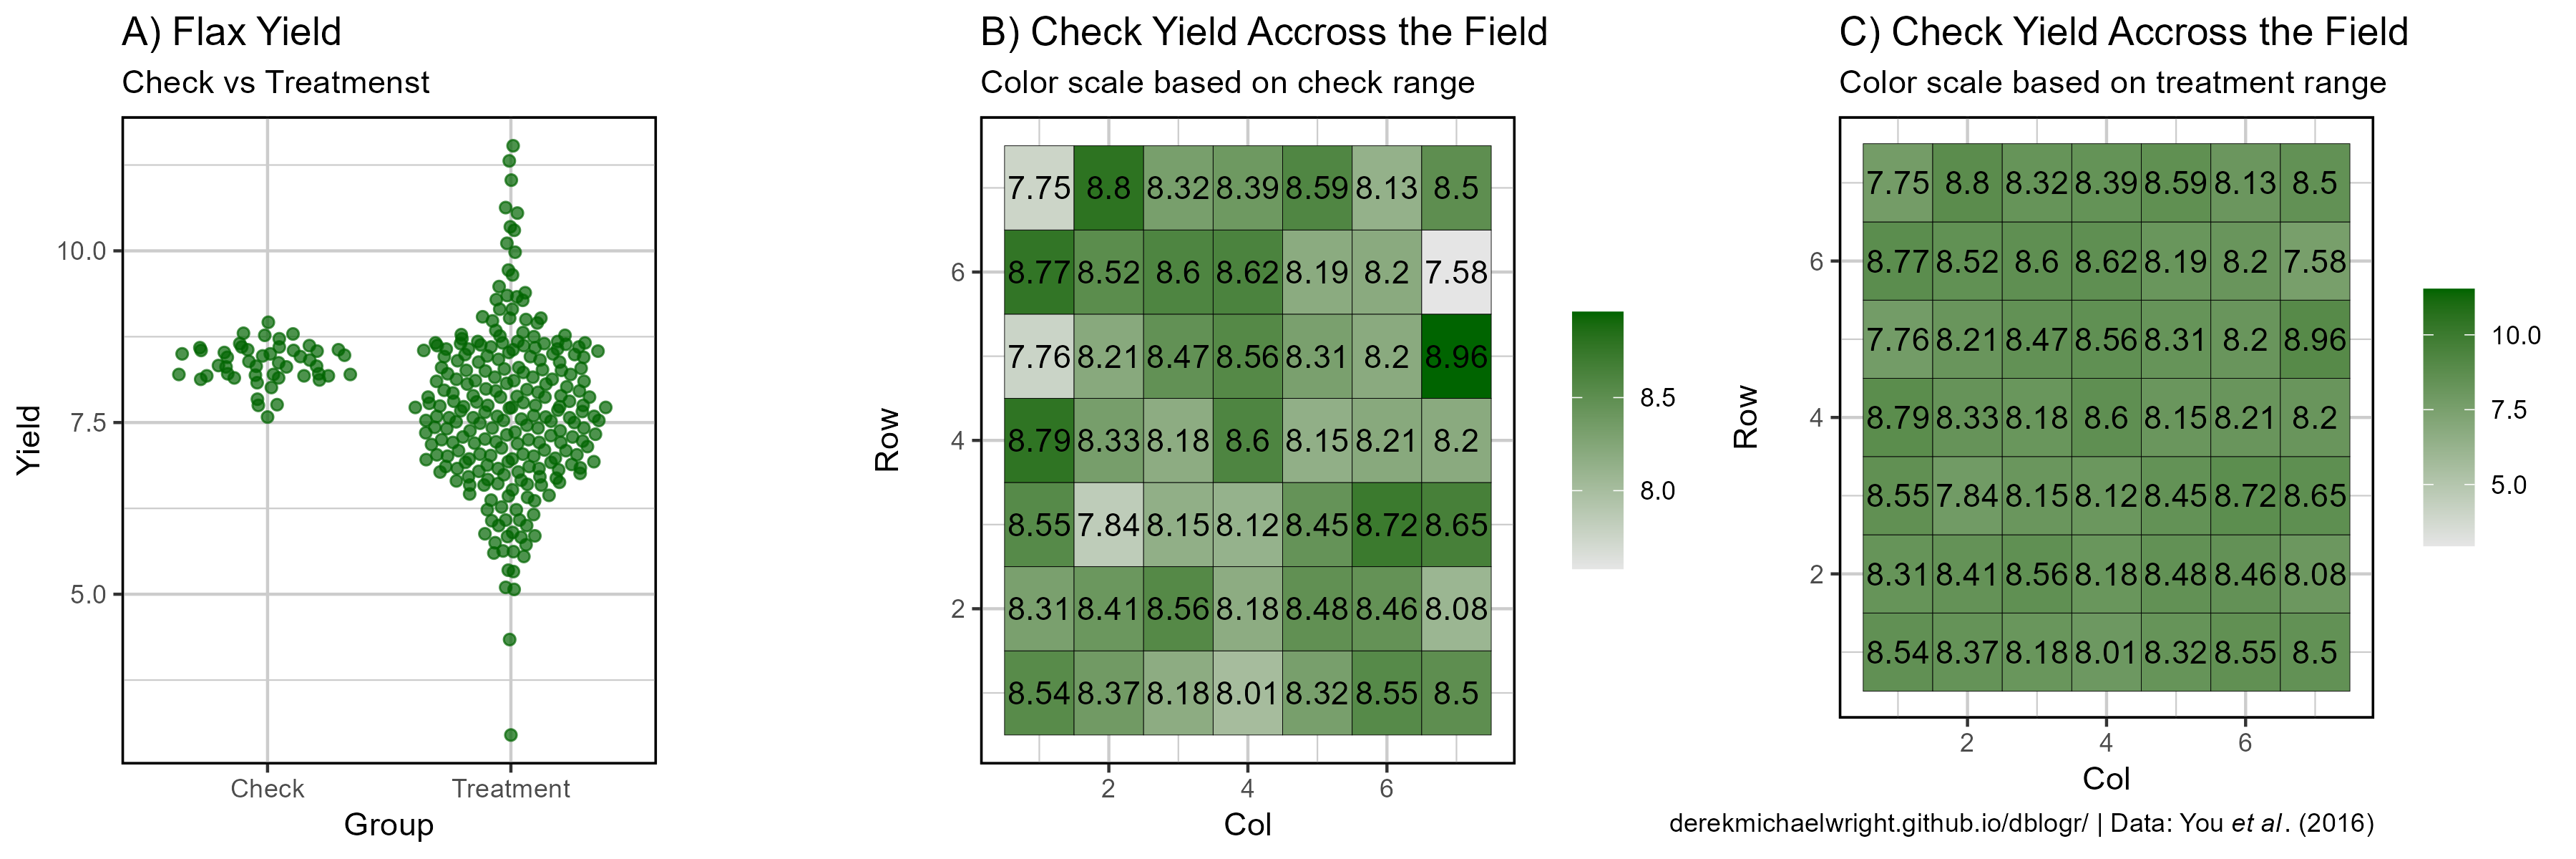 A) Flax Yield
Check vs Treatmenst
Yield
10.0
7.5
5.0
Check Treatment
Group
B) Check Yield Accross the Field
Color scale based on check range
Row
6
4
2
7.75 8.8 8.32 8.39 8.59 8.13 8.5
8.77 8.52 8.6 8.62 8.19 8.2 7.58
7.76 8.21 8.47 8.56 8.31 8.2 8.96
8.79 8.33 8.18 8.6 8.15 8.21 8.2
8.55 7.84 8.15 8.12 8.45 8.72 8.65
8.31 8.41 8.56 8.18 8.48 8.46 8.08
8.54 8.37 8.18 8.01 8.32 8.55 8.5
2 4 6
Col
8.5
8.0
C) Check Yield Accross the Field
Color scale based on treatment range
Row
6
4
2
7.75 8.8 8.32 8.39 8.59 8.13 8.5
8.77 8.52 8.6 8.62 8.19 8.2 7.58
7.76 8.21 8.47 8.56 8.31 8.2 8.96
8.79 8.33 8.18 8.6 8.15 8.21 8.2
8.55 7.84 8.15 8.12 8.45 8.72 8.65
8.31 8.41 8.56 8.18 8.48 8.46 8.08
8.54 8.37 8.18 8.01 8.32 8.55 8.5
2 4 6
Col
10.0
7.5
5.0
derekmichaelwright.github.io/dblogr/ | Data: You et al. (2016)